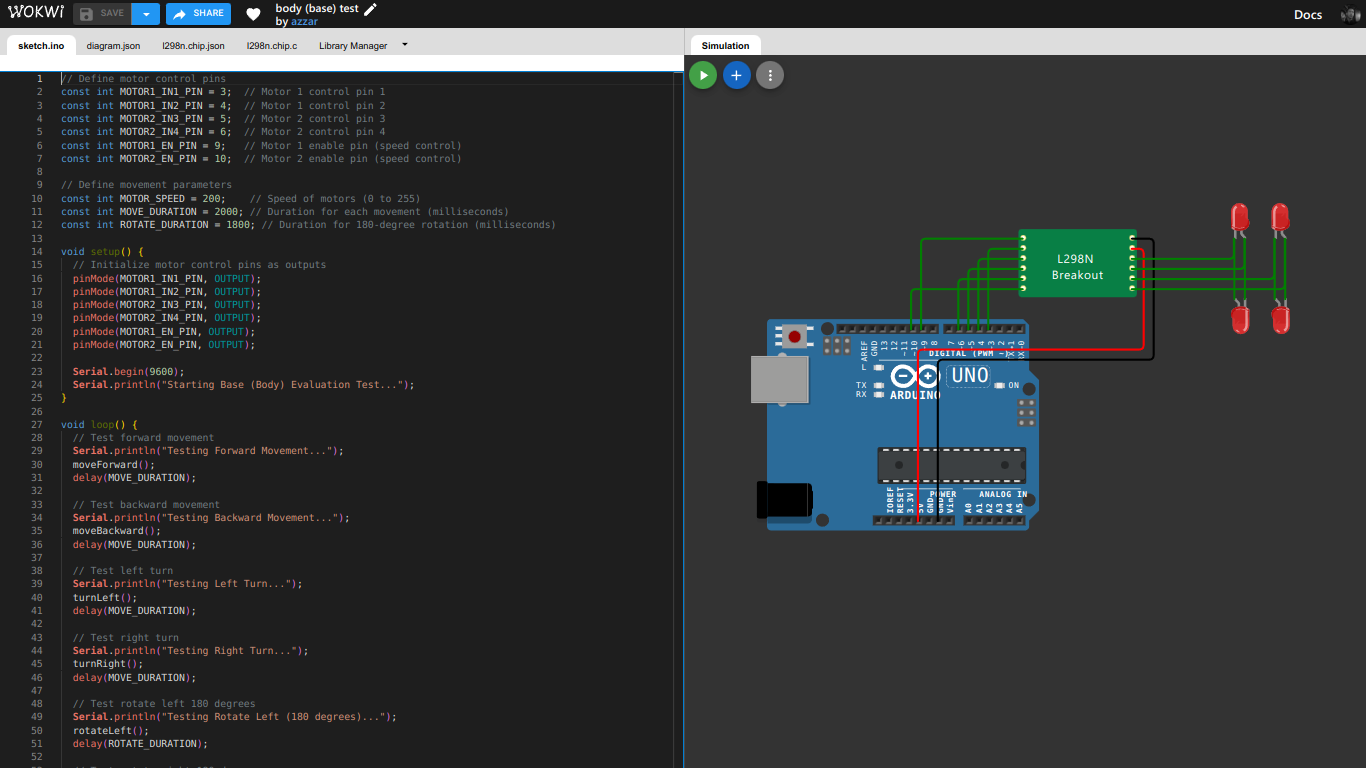 WOKWi
SAVE
SHARE
body (base) test
by azzar
Docs
sketch.ino
diagram.json
l298n.chip.json
l298n.chip.c
Library Manager
Simulation
1 // Define motor control pins
2 const int MOTOR1_IN1_PIN = 3;  // Motor 1 control pin 1
3 const int MOTOR1_IN2_PIN = 4;  // Motor 1 control pin 2
4 const int MOTOR2_IN3_PIN = 5;  // Motor 2 control pin 3
5 const int MOTOR2_IN4_PIN = 6;  // Motor 2 control pin 4
6 const int MOTOR1_EN_PIN = 9;   // Motor 1 enable pin (speed control)
7 const int MOTOR2_EN_PIN = 10;  // Motor 2 enable pin (speed control)
8
9 // Define movement parameters
10 const int MOTOR_SPEED = 200;    // Speed of motors (0 to 255)
11 const int MOVE_DURATION = 2000; // Duration for each movement (milliseconds)
12 const int ROTATE_DURATION = 1800; // Duration for 180-degree rotation (milliseconds)
13
14 void setup() {
15   // Initialize motor control pins as outputs
16   pinMode(MOTOR1_IN1_PIN, OUTPUT);
17   pinMode(MOTOR1_IN2_PIN, OUTPUT);
18   pinMode(MOTOR2_IN3_PIN, OUTPUT);
19   pinMode(MOTOR2_IN4_PIN, OUTPUT);
20   pinMode(MOTOR1_EN_PIN, OUTPUT);
21   pinMode(MOTOR2_EN_PIN, OUTPUT);
22
23   Serial.begin(9600);
24   Serial.println("Starting Base (Body) Evaluation Test...");
25 }
26
27 void loop() {
28   // Test forward movement
29   Serial.println("Testing Forward Movement...");
30   moveForward();
31   delay(MOVE_DURATION);
32
33   // Test backward movement
34   Serial.println("Testing Backward Movement...");
35   moveBackward();
36   delay(MOVE_DURATION);
37
38   // Test left turn
39   Serial.println("Testing Left Turn...");
40   turnLeft();
41   delay(MOVE_DURATION);
42
43   // Test right turn
44   Serial.println("Testing Right Turn...");
45   turnRight();
46   delay(MOVE_DURATION);
47
48   // Test rotate left 180 degrees
49   Serial.println("Testing Rotate Left (180 degrees)...");
50   rotateLeft();
51   delay(ROTATE_DURATION);
52
L298N
Breakout
AREF
GND
13
12
~11
~10
~9
8
7
~6
~5
4
~3
2
DIGITAL (PWM ~)
L
TX
RX
UNO
ON
ARDUINO
IOREF
RESET
3.3V
5V
GND
GND
Vin
POWER
ANALOG IN
A0
A1
A2
A3
A4
A5